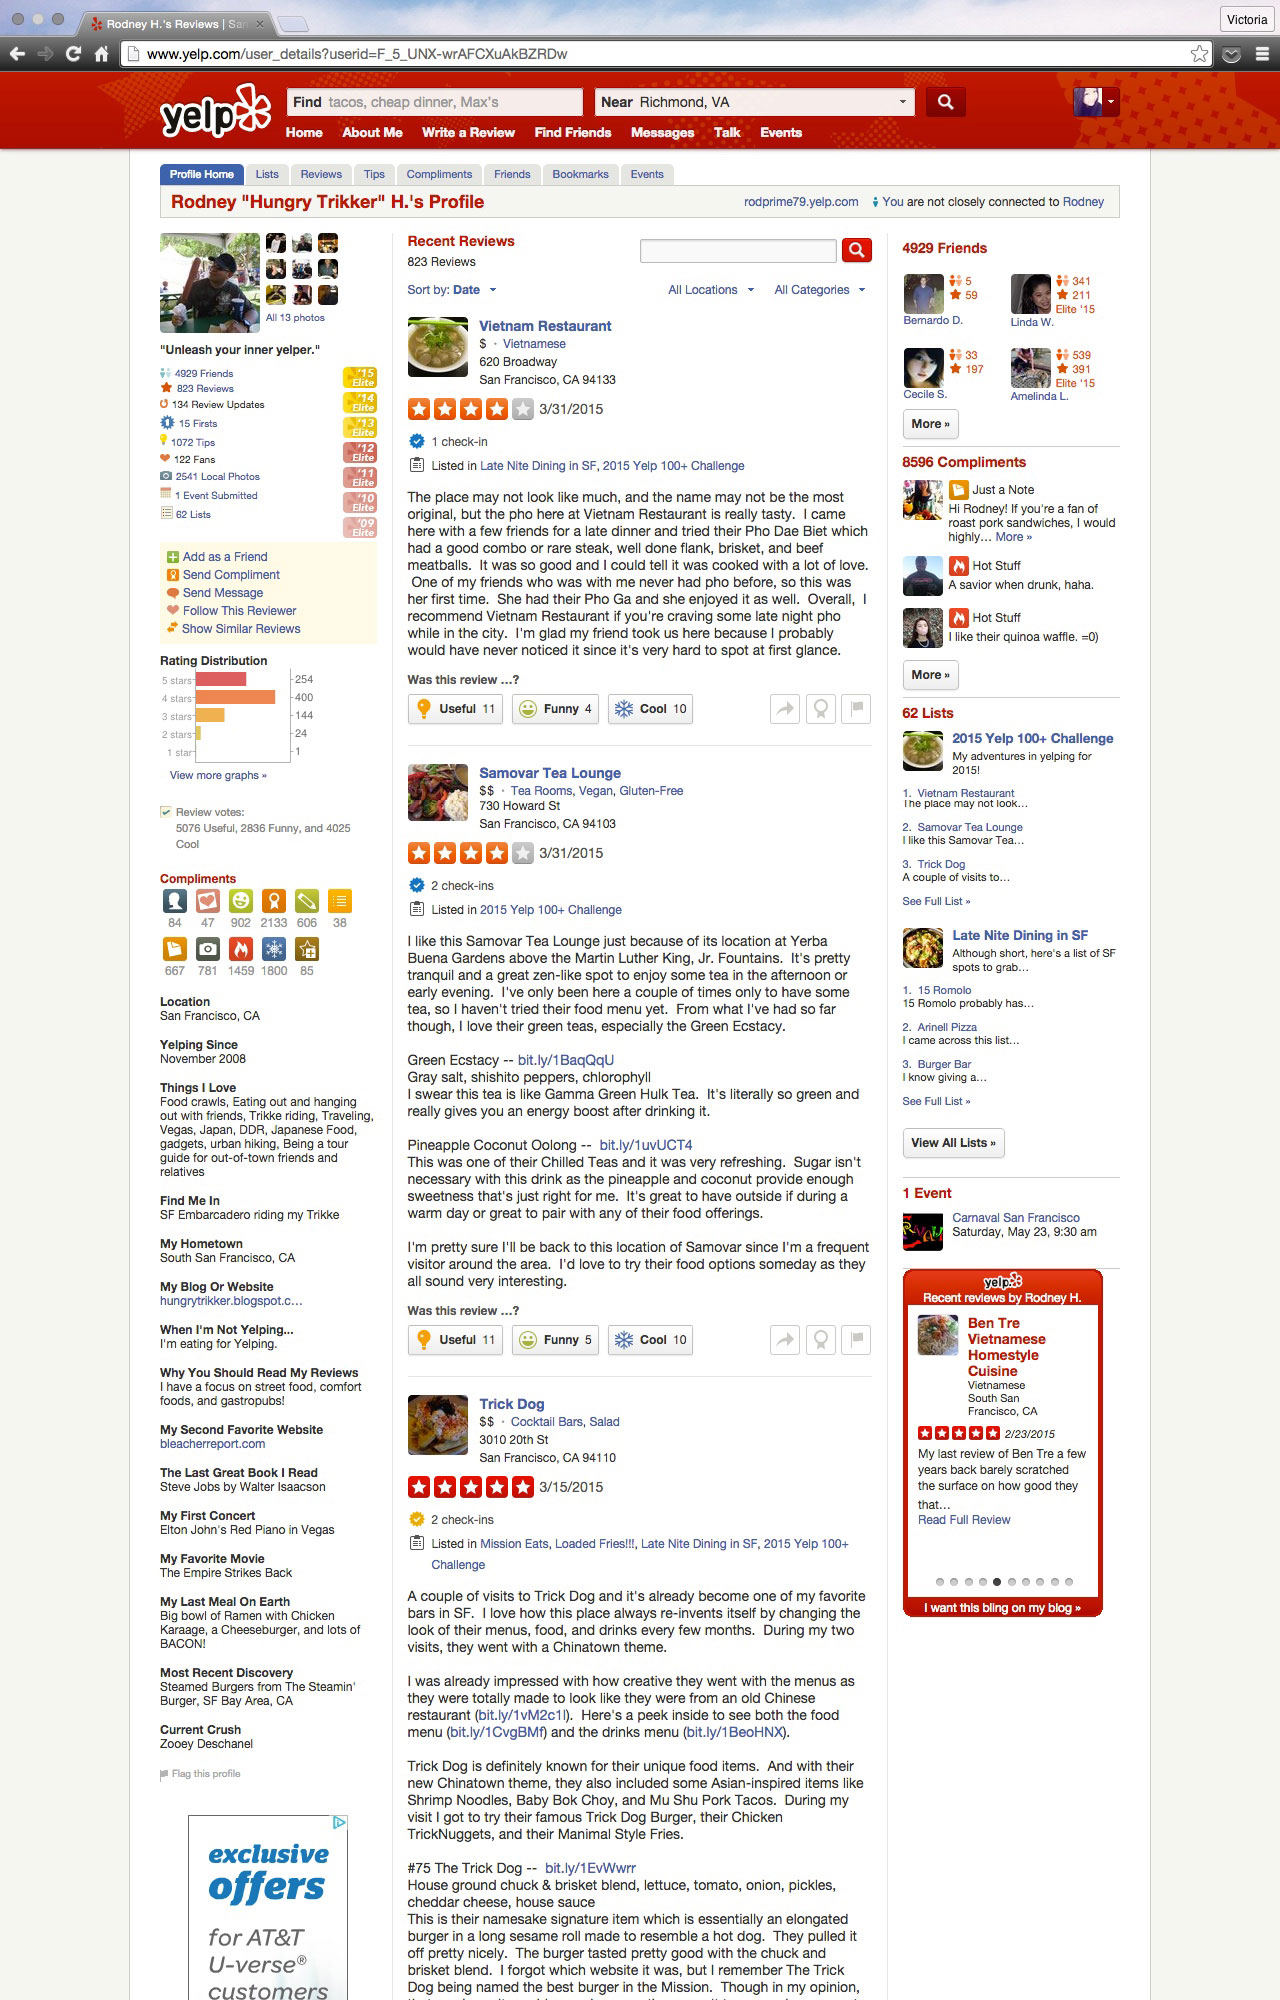 Rodney H.'s Reviews | San
Victoria
www.yelp.com/user_details?userid=F_5_UNX-wrAFCXuAkBZRDw
yelp
Find tacos, cheap dinner, Max's
Near Richmond, VA
Home About Me Write a Review Find Friends Messages Talk Events
Profile Home Lists Reviews Tips Compliments Friends Bookmarks Events
Rodney "Hungry Trikker" H.'s Profile
rodprime79.yelp.com You are not closely connected to Rodney
All 13 photos
"Unleash your inner yelper."
4929 Friends
823 Reviews
134 Review Updates
15 Firsts
1072 Tips
122 Fans
2541 Local Photos
1 Event Submitted
62 Lists
'15 Elite
'14 Elite
'13 Elite
'12 Elite
'11 Elite
'10 Elite
'09 Elite
Add as a Friend
Send Compliment
Send Message
Follow This Reviewer
Show Similar Reviews
Rating Distribution
5 stars 254
4 stars 400
3 stars 144
2 stars 24
1 star 1
View more graphs »
Review votes:
5076 Useful, 2836 Funny, and 4025
Cool
Compliments
84 47 902 2133 606 38
667 781 1459 1800 85
Location
San Francisco, CA
Yelping Since
November 2008
Things I Love
Food crawls, Eating out and hanging
out with friends, Trikke riding, Traveling,
Vegas, Japan, DDR, Japanese Food,
gadgets, urban hiking, Being a tour
guide for out-of-town friends and
relatives
Find Me In
SF Embarcadero riding my Trikke
My Hometown
South San Francisco, CA
My Blog Or Website
hungrytrikker.blogspot.c…
When I'm Not Yelping...
I'm eating for Yelping.
Why You Should Read My Reviews
I have a focus on street food, comfort
foods, and gastropubs!
My Second Favorite Website
bleacherreport.com
The Last Great Book I Read
Steve Jobs by Walter Isaacson
My First Concert
Elton John's Red Piano in Vegas
My Favorite Movie
The Empire Strikes Back
My Last Meal On Earth
Big bowl of Ramen with Chicken
Karaage, a Cheeseburger, and lots of
BACON!
Most Recent Discovery
Steamed Burgers from The Steamin'
Burger, SF Bay Area, CA
Current Crush
Zooey Deschanel
Flag this profile
exclusive
offers
for AT&T
U-verse®
customers
Recent Reviews
823 Reviews
Sort by: Date All Locations All Categories
Vietnam Restaurant
$ · Vietnamese
620 Broadway
San Francisco, CA 94133
3/31/2015
1 check-in
Listed in Late Nite Dining in SF, 2015 Yelp 100+ Challenge
The place may not look like much, and the name may not be the most
original, but the pho here at Vietnam Restaurant is really tasty. I came
here with a few friends for a late dinner and tried their Pho Dae Biet which
had a good combo or rare steak, well done flank, brisket, and beef
meatballs. It was so good and I could tell it was cooked with a lot of love.
One of my friends who was with me never had pho before, so this was
her first time. She had their Pho Ga and she enjoyed it as well. Overall, I
recommend Vietnam Restaurant if you're craving some late night pho
while in the city. I'm glad my friend took us here because I probably
would have never noticed it since it's very hard to spot at first glance.
Was this review ...?
Useful 11 Funny 4 Cool 10
Samovar Tea Lounge
$$ · Tea Rooms, Vegan, Gluten-Free
730 Howard St
San Francisco, CA 94103
3/31/2015
2 check-ins
Listed in 2015 Yelp 100+ Challenge
I like this Samovar Tea Lounge just because of its location at Yerba
Buena Gardens above the Martin Luther King, Jr. Fountains. It's pretty
tranquil and a great zen-like spot to enjoy some tea in the afternoon or
early evening. I've only been here a couple of times only to have some
tea, so I haven't tried their food menu yet. From what I've had so far
though, I love their green teas, especially the Green Ecstacy.
Green Ecstacy -- bit.ly/1BaqQqU
Gray salt, shishito peppers, chlorophyll
I swear this tea is like Gamma Green Hulk Tea. It's literally so green and
really gives you an energy boost after drinking it.
Pineapple Coconut Oolong -- bit.ly/1uvUCT4
This was one of their Chilled Teas and it was very refreshing. Sugar isn't
necessary with this drink as the pineapple and coconut provide enough
sweetness that's just right for me. It's great to have outside if during a
warm day or great to pair with any of their food offerings.
I'm pretty sure I'll be back to this location of Samovar since I'm a frequent
visitor around the area. I'd love to try their food options someday as they
all sound very interesting.
Was this review ...?
Useful 11 Funny 5 Cool 10
Trick Dog
$$ · Cocktail Bars, Salad
3010 20th St
San Francisco, CA 94110
3/15/2015
2 check-ins
Listed in Mission Eats, Loaded Fries!!!, Late Nite Dining in SF, 2015 Yelp 100+
Challenge
A couple of visits to Trick Dog and it's already become one of my favorite
bars in SF. I love how this place always re-invents itself by changing the
look of their menus, food, and drinks every few months. During my two
visits, they went with a Chinatown theme.
I was already impressed with how creative they went with the menus as
they were totally made to look like they were from an old Chinese
restaurant (bit.ly/1vM2c1I). Here's a peek inside to see both the food
menu (bit.ly/1CvgBMf) and the drinks menu (bit.ly/1BeoHNX).
Trick Dog is definitely known for their unique food items. And with their
new Chinatown theme, they also included some Asian-inspired items like
Shrimp Noodles, Baby Bok Choy, and Mu Shu Pork Tacos. During my
visit I got to try their famous Trick Dog Burger, their Chicken
TrickNuggets, and their Manimal Style Fries.
#75 The Trick Dog -- bit.ly/1EvWwrr
House ground chuck & brisket blend, lettuce, tomato, onion, pickles,
cheddar cheese, house sauce
This is their namesake signature item which is essentially an elongated
burger in a long sesame roll made to resemble a hot dog. They pulled it
off pretty nicely. The burger tasted pretty good with the chuck and
brisket blend. I forgot which website it was, but I remember The Trick
Dog being named the best burger in the Mission. Though in my opinion,
4929 Friends
5
59
Bernardo D.
341
211
Elite '15
Linda W.
33
197
Cecile S.
539
391
Elite '15
Amelinda L.
More »
8596 Compliments
Just a Note
Hi Rodney! If you're a fan of
roast pork sandwiches, I would
highly… More »
Hot Stuff
A savior when drunk, haha.
Hot Stuff
I like their quinoa waffle. =0)
More »
62 Lists
2015 Yelp 100+ Challenge
My adventures in yelping for
2015!
1. Vietnam Restaurant
The place may not look…
2. Samovar Tea Lounge
I like this Samovar Tea…
3. Trick Dog
A couple of visits to…
See Full List »
Late Nite Dining in SF
Although short, here's a list of SF
spots to grab…
1. 15 Romolo
15 Romolo probably has…
2. Arinell Pizza
I came across this list…
3. Burger Bar
I know giving a…
See Full List »
View All Lists »
1 Event
Carnaval San Francisco
Saturday, May 23, 9:30 am
yelp
Recent reviews by Rodney H.
Ben Tre
Vietnamese
Homestyle
Cuisine
Vietnamese
South San
Francisco, CA
2/23/2015
My last review of Ben Tre a few
years back barely scratched
the surface on how good they
that…
Read Full Review
I want this bling on my blog »